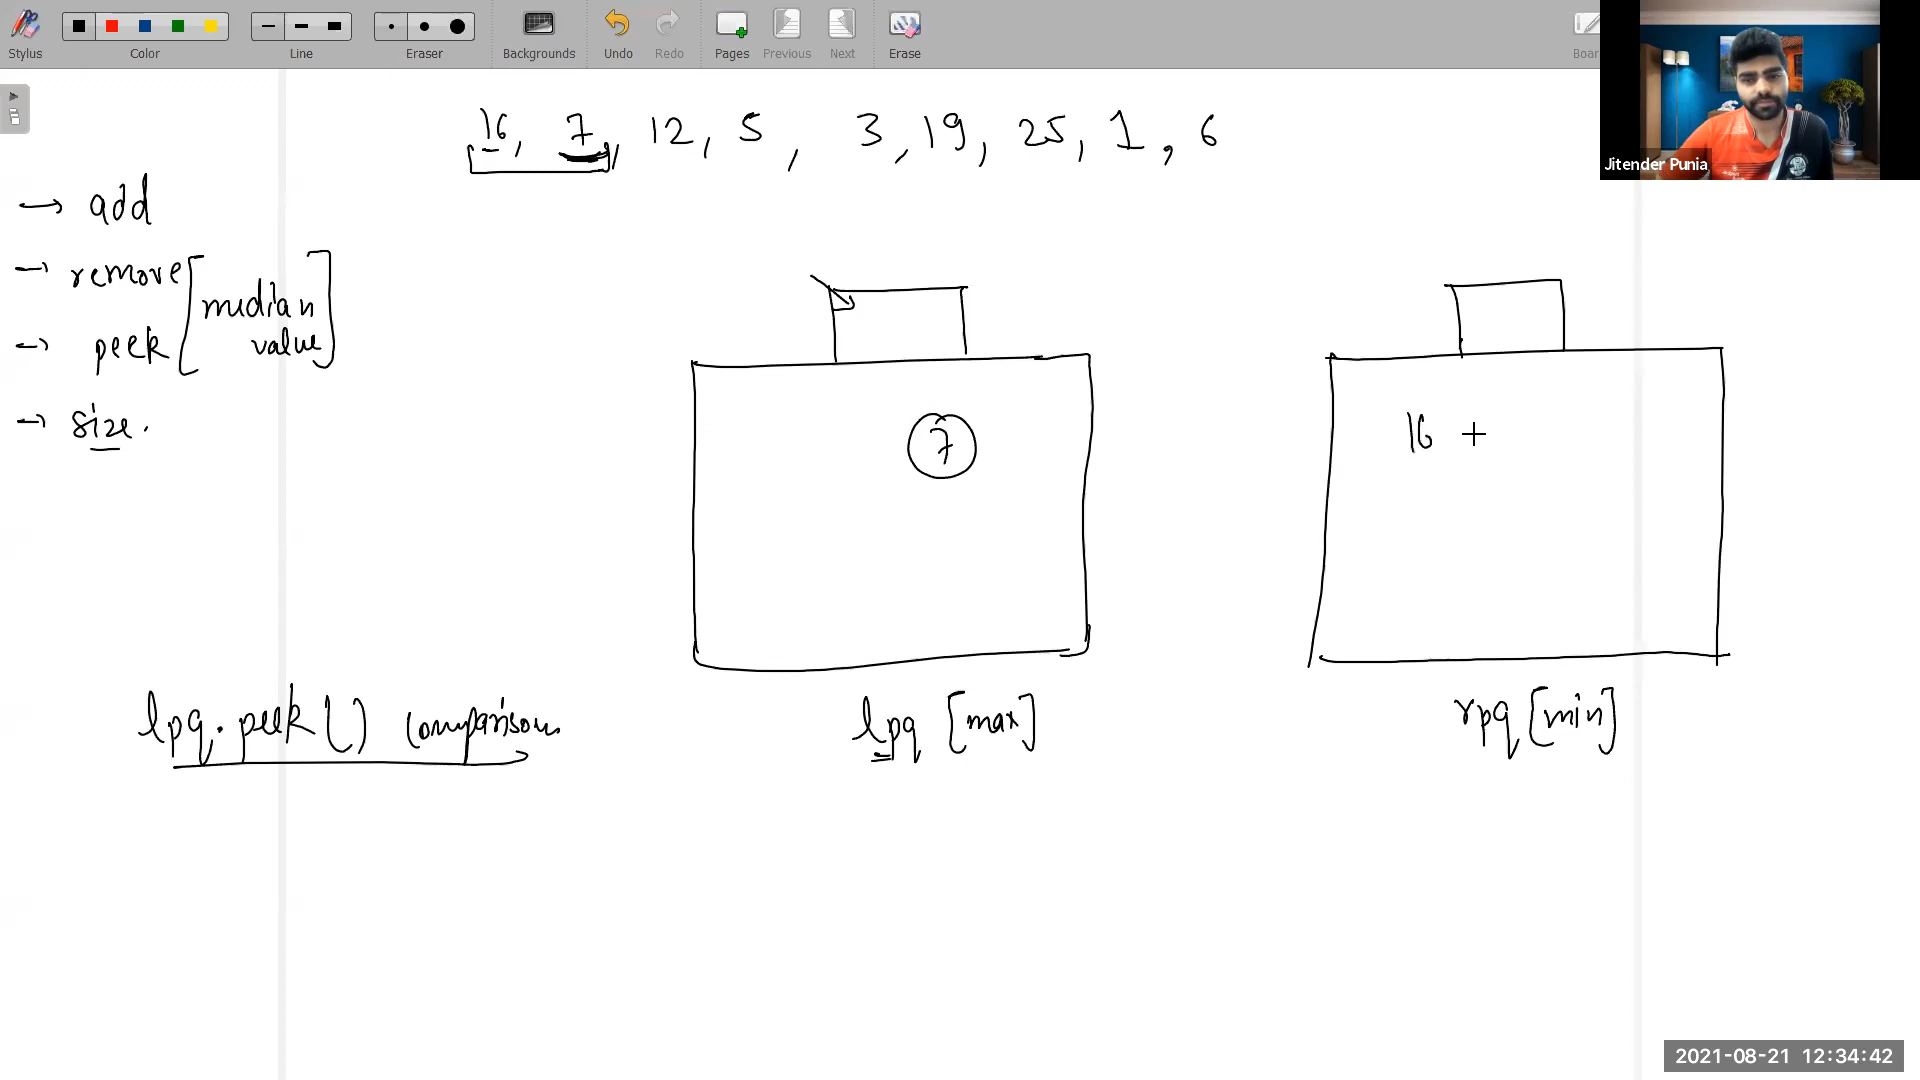 Stylus Color Line Eraser Backgrounds Undo Redo Pages Previous Next Erase Boar
Jitender Punia
16, 7, 12, 5, 3, 19, 25, 1, 6
→ add
→ remove
→ peek
[median value]
→ size.
7
16
lpq.peek() comparison
lpq [max]
rpq [min]
2021-08-21 12:34:42